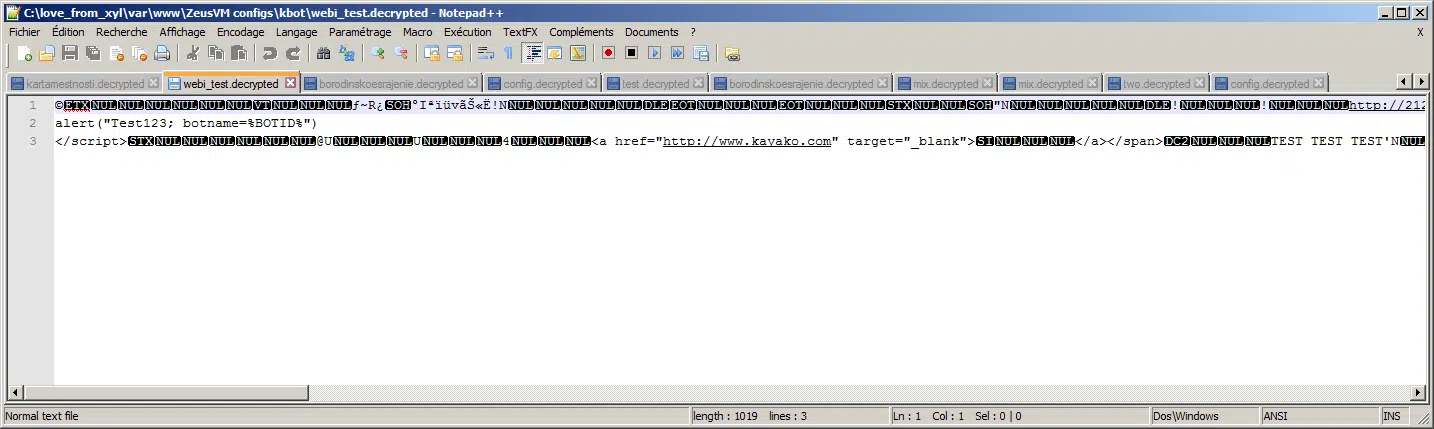 C:\love_from_xyl\var\www\ZeusVM configs\kbot\webi_test.decrypted - Notepad++
Fichier Édition Recherche Affichage Encodage Langage Paramétrage Macro Exécution TextFX Compléments Documents ? X
kartamestnosti.decrypted webi_test.decrypted borodinskoesrajenie.decrypted config.decrypted test.decrypted borodinskoesrajenie.decrypted mix.decrypted mix.decrypted two.decrypted config.decrypted
1 ©ETXNULNULNULNULNULNULVTNULNULNULƒ~R¿SOH°IªïüvãŠ«Ë!NNULNULNULNULNULDLEEOTNULNULNULEOTNULNULNULSTXNULNULSOH"NNULNULNULNULNULDLE!NULNULNUL!NULNULNULhttp://212
2 alert("Test123; botname=%BOTID%")
3 </script>STXNULNULNULNULNULNUL@UNULNULNULUNULNULNUL4NULNULNUL<a href="http://www.kayako.com" target="_blank">SINULNULNUL</a></span>DC2NULNULNULTEST TEST TEST'NNUL
Normal text file length : 1019 lines : 3 Ln : 1 Col : 1 Sel : 0 | 0 Dos\Windows ANSI INS